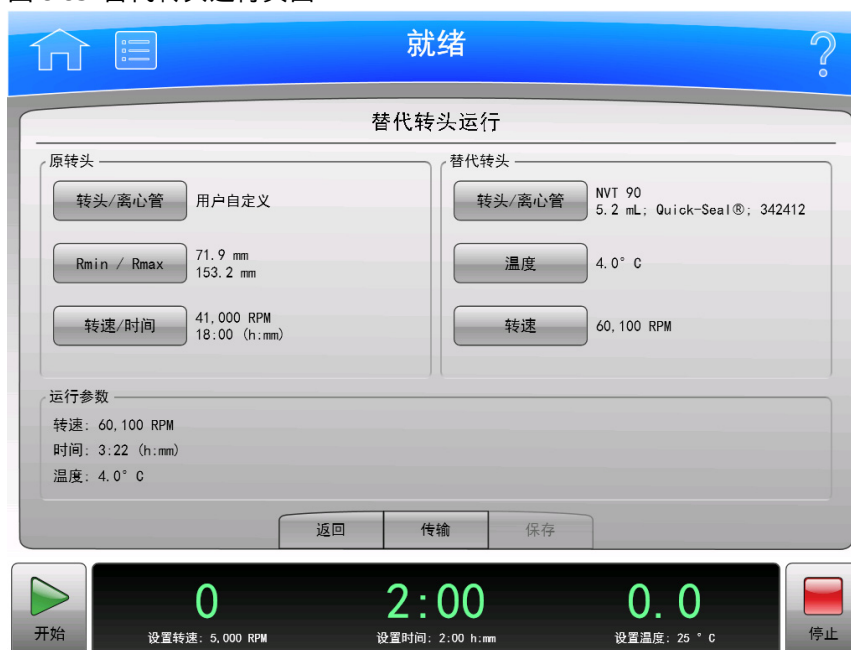 就绪
替代转头运行
原转头
转头/离心管
用户自定义
Rmin / Rmax
71.9 mm
153.2 mm
转速/时间
41,000 RPM
18:00 (h:mm)
替代转头
转头/离心管
NVT 90
5.2 mL; Quick-Seal®; 342412
温度
4.0° C
转速
60,100 RPM
运行参数
转速: 60,100 RPM
时间: 3:22 (h:mm)
温度: 4.0° C
返回
传输
保存
开始
0
设置转速: 5,000 RPM
2:00
设置时间: 2:00 h:mm
0.0
设置温度: 25 ° C
停止